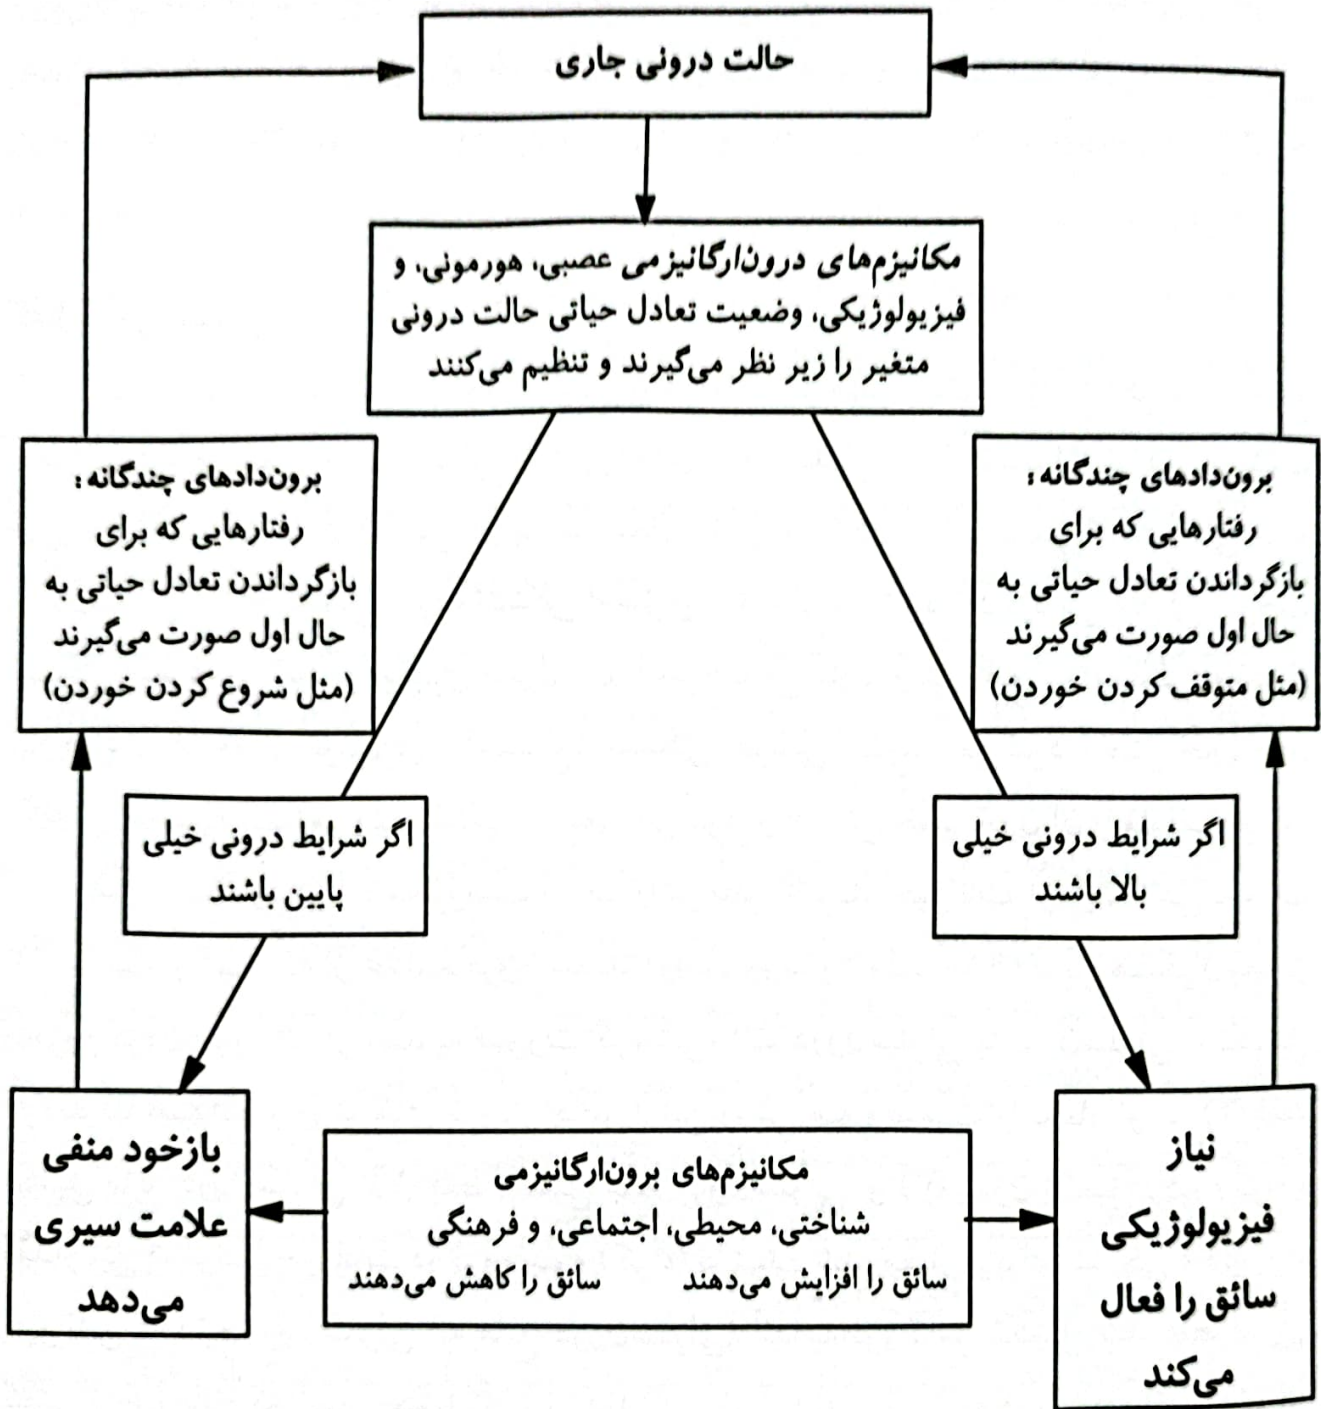 حالت درونی جاری
مکانیزم‌های درون‌ارگانیزمی عصبی، هورمونی، و
فیزیولوژیکی، وضعیت تعادل حیاتی حالت درونی
متغیر را زیر نظر می‌گیرند و تنظیم می‌کنند
برون‌دادهای چندگانه:
رفتارهایی که برای
بازگرداندن تعادل حیاتی به
حال اول صورت می‌گیرند
(مثل متوقف کردن خوردن)
برون‌دادهای چندگانه:
رفتارهایی که برای
بازگرداندن تعادل حیاتی به
حال اول صورت می‌گیرند
(مثل شروع کردن خوردن)
اگر شرایط درونی خیلی
بالا باشند
اگر شرایط درونی خیلی
پایین باشند
نیاز
فیزیولوژیکی
سائق را فعال
می‌کند
مکانیزم‌های برون‌ارگانیزمی
شناختی، محیطی، اجتماعی، و فرهنگی
سائق را افزایش می‌دهند سائق را کاهش می‌دهند
بازخود منفی
علامت سیری
می‌دهد